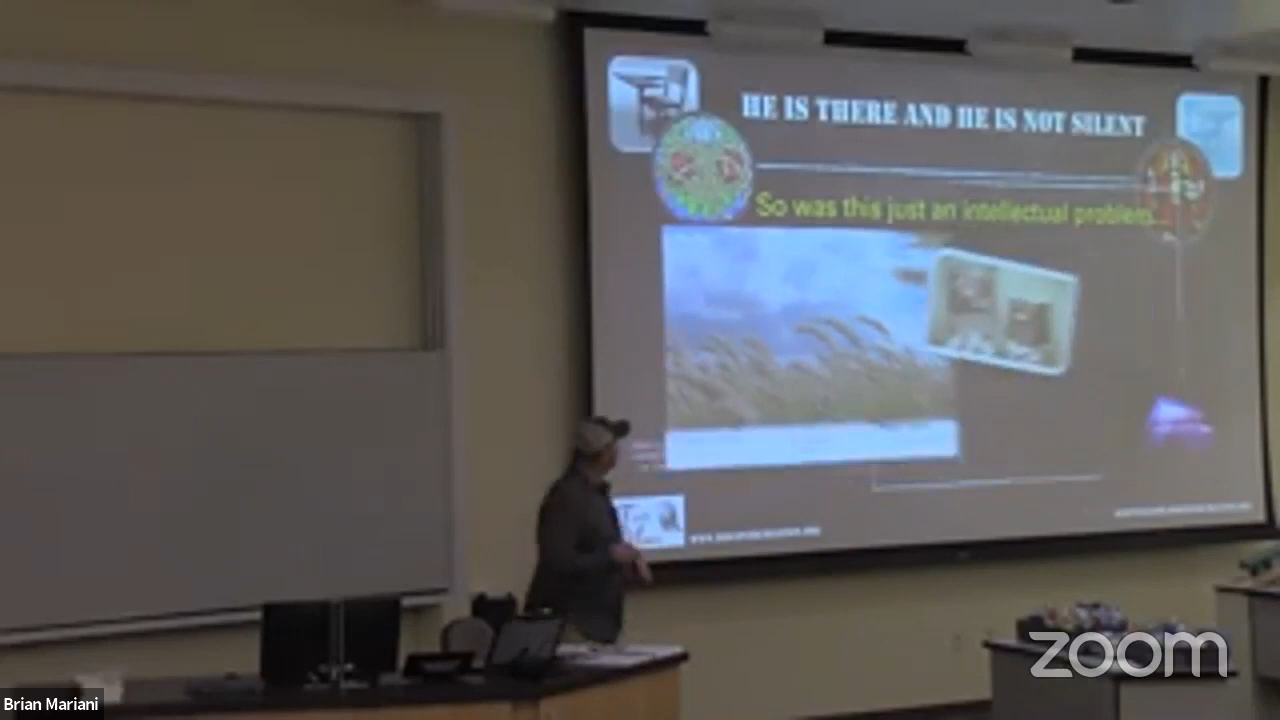 HE IS THERE AND HE IS NOT SILENT
So was this just an intellectual problem
zoom
Brian Mariani